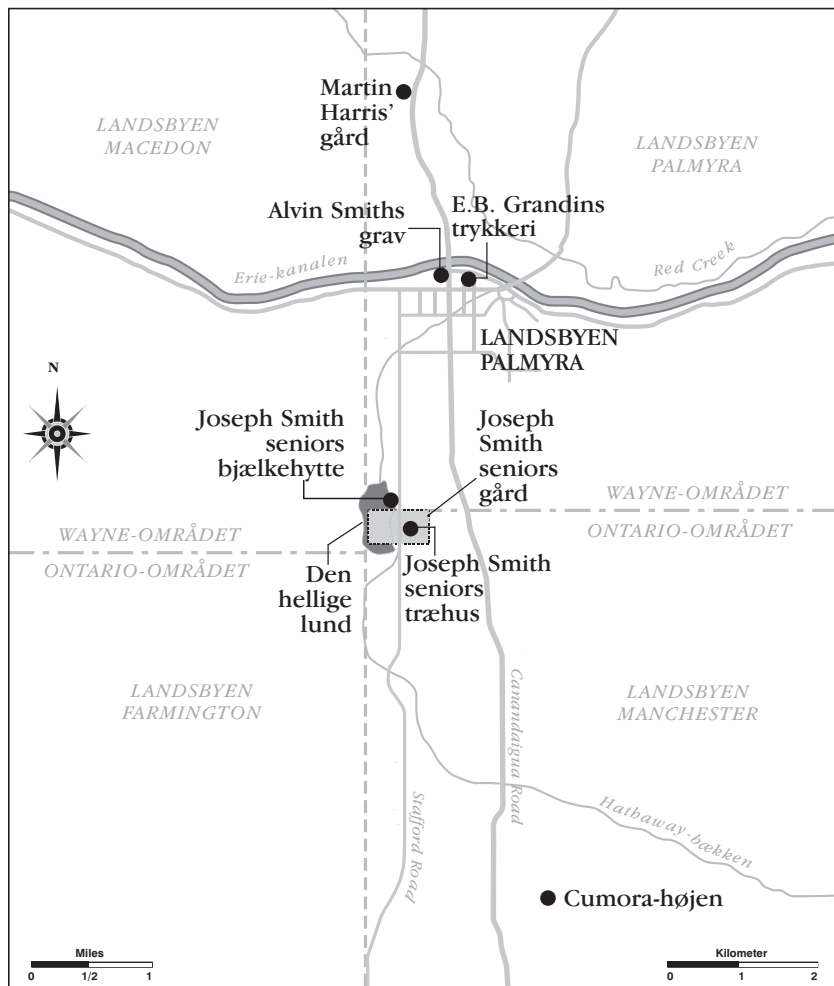 Martin
Harris’
gård
LANDSBYEN
MACEDON
LANDSBYEN
PALMYRA
Alvin Smiths
grav
E.B. Grandins
trykkeri
Erie-kanalen
Red Creek
LANDSBYEN
PALMYRA
N
Joseph Smith
seniors
bjælkehytte
Joseph
Smith
seniors
gård
WAYNE-OMRÅDET
ONTARIO-OMRÅDET
WAYNE-OMRÅDET
ONTARIO-OMRÅDET
Den
hellige
lund
Joseph Smith
seniors
træhus
LANDSBYEN
FARMINGTON
LANDSBYEN
MANCHESTER
Canandaigua Road
Stafford Road
Hathaway-bækken
Cumora-højen
Miles
0 1/2 1
Kilometer
0 1 2